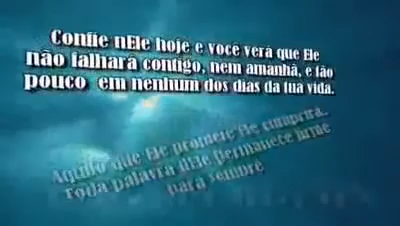 Confie nEle hoje e você verá que Ele
não falhará contigo, nem amanhã, e tão
pouco em nenhum dos dias da tua vida.
Aquilo que Ele promete Ele cumprirá.
Toda palavra dEle permanece firme
para sempre